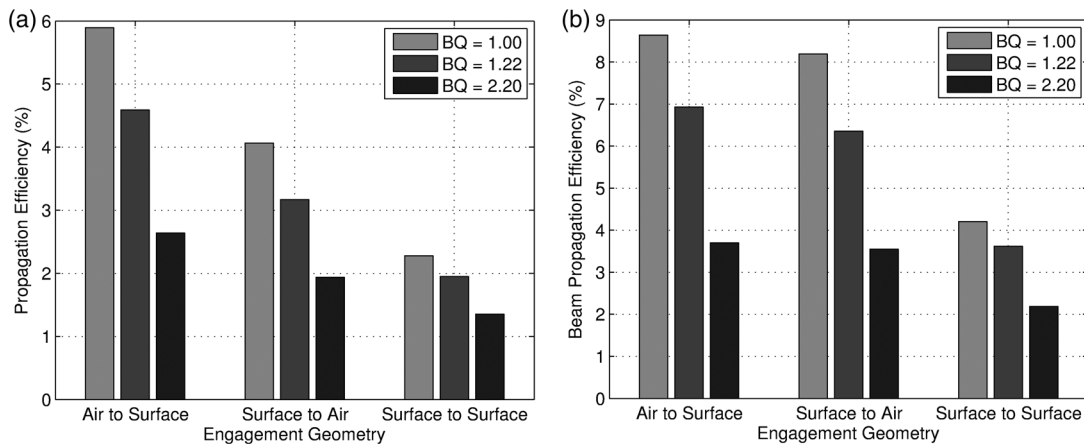 (a)
Propagation Efficiency (%)
6
5
4
3
2
1
0
BQ = 1.00
BQ = 1.22
BQ = 2.20
Air to Surface
Surface to Air
Surface to Surface
Engagement Geometry
(b)
Beam Propagation Efficiency (%)
9
8
7
6
5
4
3
2
1
0
BQ = 1.00
BQ = 1.22
BQ = 2.20
Air to Surface
Surface to Air
Surface to Surface
Engagement Geometry